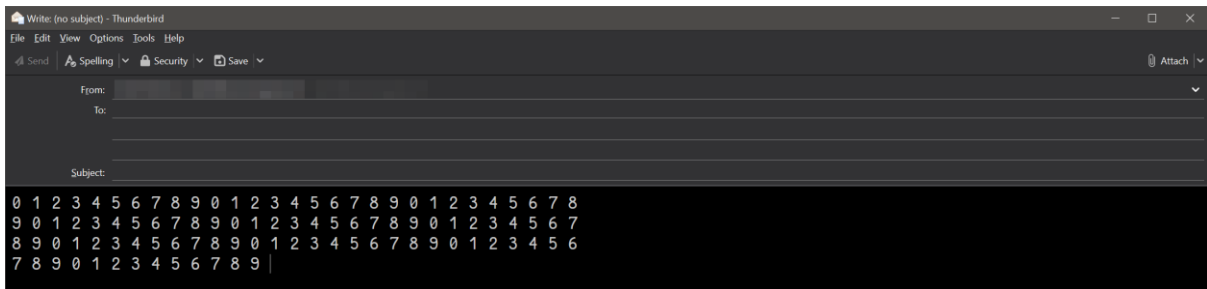 Write: (no subject) - Thunderbird
File Edit View Options Tools Help
Send Spelling Security Save Attach
From:
To:
Subject:
0 1 2 3 4 5 6 7 8 9 0 1 2 3 4 5 6 7 8 9 0 1 2 3 4 5 6 7 8
9 0 1 2 3 4 5 6 7 8 9 0 1 2 3 4 5 6 7 8 9 0 1 2 3 4 5 6 7
8 9 0 1 2 3 4 5 6 7 8 9 0 1 2 3 4 5 6 7 8 9 0 1 2 3 4 5 6
7 8 9 0 1 2 3 4 5 6 7 8 9